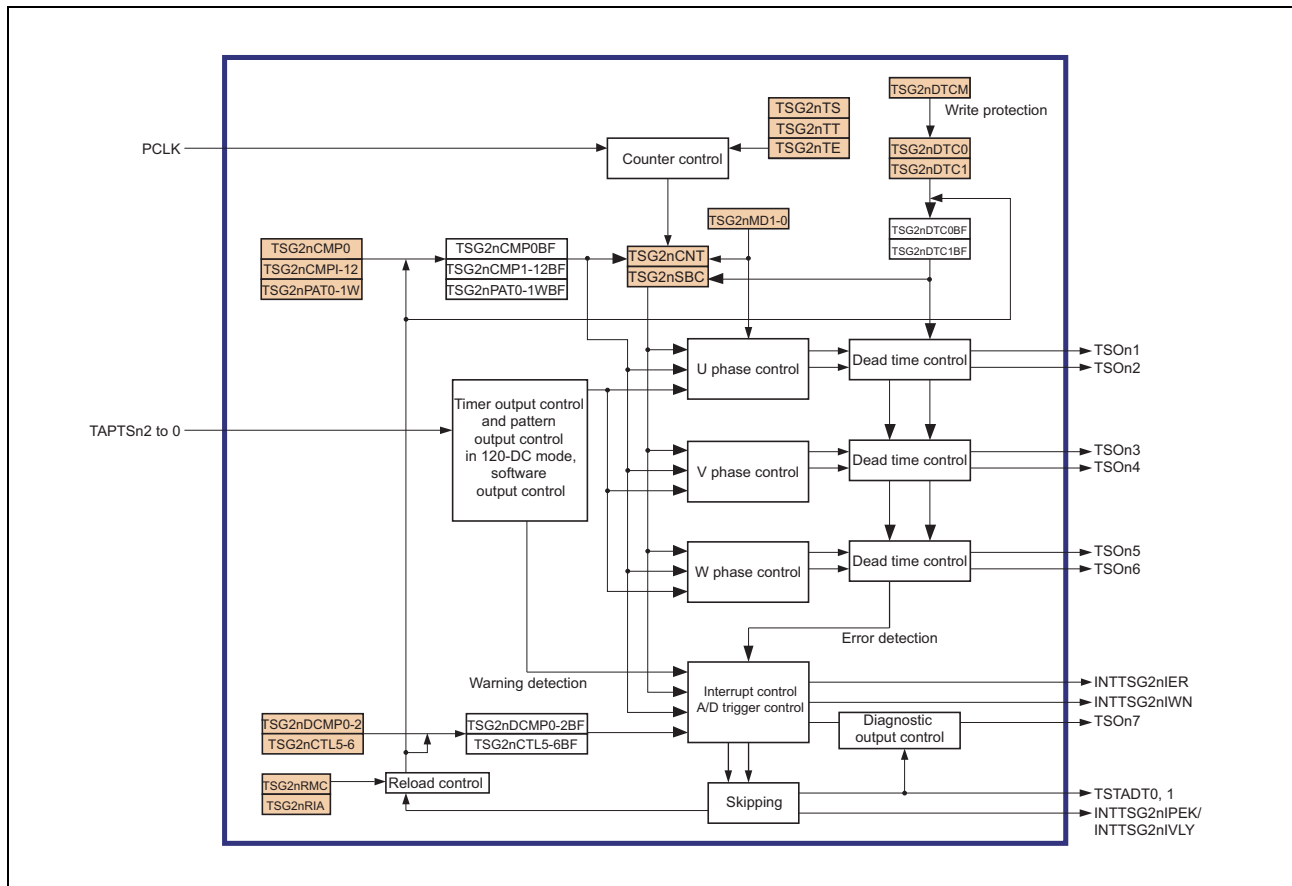 TSG2nDTCM
Write protection
TSG2nTS
TSG2nTT
TSG2nTE
PCLK
Counter control
TSG2nDTC0
TSG2nDTC1
TSG2nMD1-0
TSG2nDTC0BF
TSG2nDTC1BF
TSG2nCMP0
TSG2nCMPI-12
TSG2nPAT0-1W
TSG2nCMP0BF
TSG2nCMP1-12BF
TSG2nPAT0-1WBF
TSG2nCNT
TSG2nSBC
U phase control
Dead time control
TSOn1
TSOn2
Timer output control
and pattern
output control
in 120-DC mode,
software
output control
TAPTSn2 to 0
V phase control
Dead time control
TSOn3
TSOn4
W phase control
Dead time control
TSOn5
TSOn6
Error detection
Warning detection
Interrupt control
A/D trigger control
INTTSG2nIER
INTTSG2nIWN
TSOn7
Diagnostic
output control
TSG2nDCMP0-2
TSG2nCTL5-6
TSG2nDCMP0-2BF
TSG2nCTL5-6BF
TSG2nRMC
TSG2nRIA
Reload control
Skipping
TSTADT0, 1
INTTSG2nIPEK/
INTTSG2nIVLY